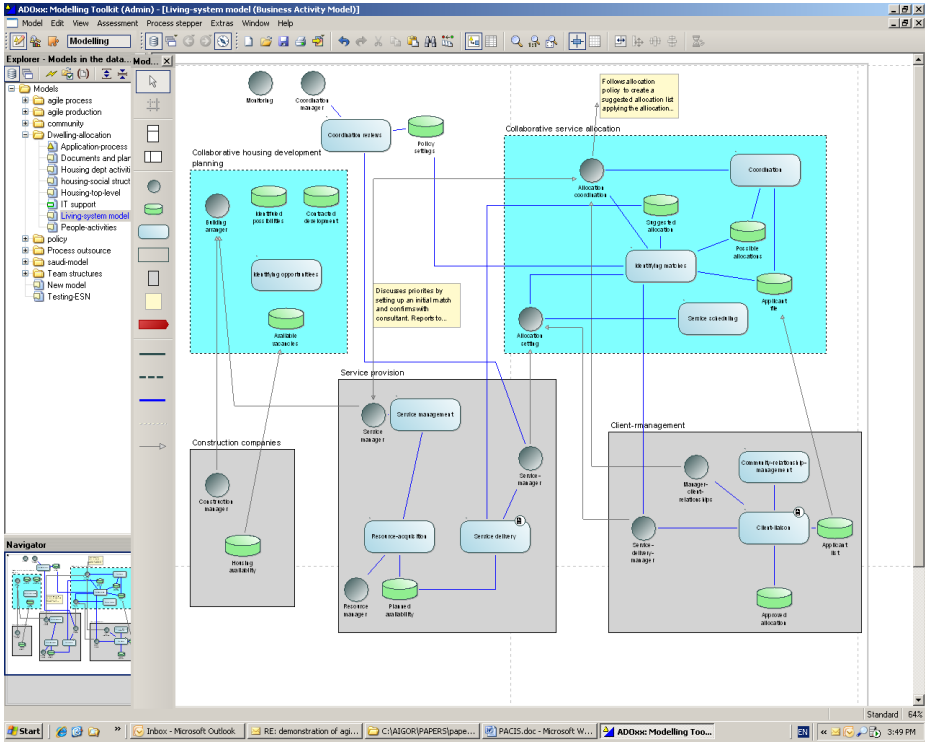 ADOxx: Modelling Toolkit (Admin) - [Living-system model (Business Activity Model)]
Model Edit View Assessment Process stepper Extras Window Help
Modelling
Explorer - Models in the data...
Mod...
Models
agile process
agile production
community
Dwelling-allocation
Application-process
Documents and plan
Housing dept activiti
housing-social struct
Housing-top-level
IT support
Living-system model
People-activities
policy
Process outsource
saudi-model
Team structures
New model
Testing-ESN
Navigator
Monitoring
Coordination
manager
Coordination reviews
Policy
settings
Follows allocation
policy to create a
suggested allocation list
applying the allocation...
Collaborative housing development
planning
Building
arranger
Identified
possibilities
Contracted
development
Identifying opportunities
Available
vacancies
Collaborative service allocation
Allocation
coordination
Coordination
Suggested
allocation
Possible
allocations
Identifying matches
Applicant
file
Service scheduling
Allocation
setting
Discusses priorites by
setting up an initial match
and confirms with
consultant. Reports to...
Service provision
Service management
Service
manager
Service-
manager
Resource-acquisition
Service delivery
Resource
manager
Planned
availability
Construction companies
Construction
manager
Housing
availability
Client-rmanagement
Community-relationship-
management
Manager-
client-
relationships
Service-
delivery-
manager
Client-liaison
Applicant
list
Approved
allocation
Standard 64%
Start
Inbox - Microsoft Outlook
RE: demonstration of agi...
C:\AIGOR\PAPERS\pape...
PACIS.doc - Microsoft W...
ADOxx: Modelling Too...
EN
3:49 PM